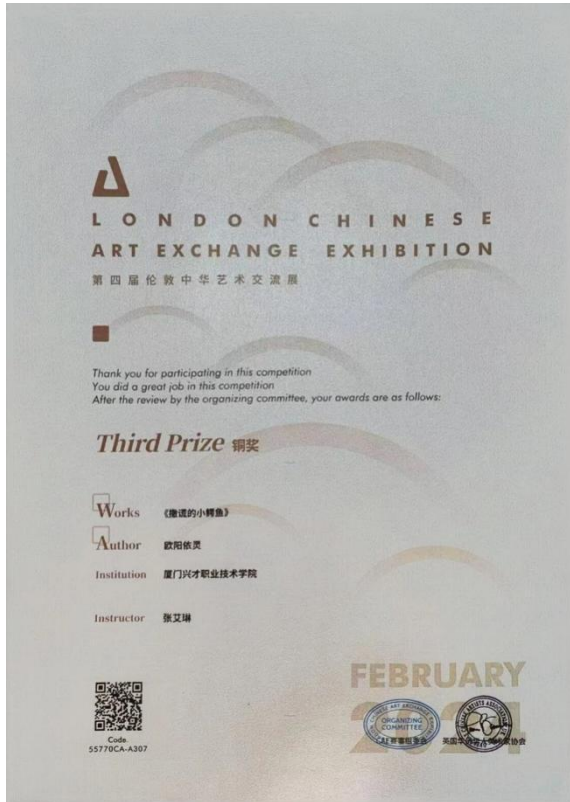 LONDON CHINESE
ART EXCHANGE EXHIBITION
第四届伦敦中华艺术交流展
Thank you for participating in this competition
You did a great job in this competition
After the review by the organizing committee, your awards are as follows:
Third Prize 铜奖
Works 《撒谎的小鳄鱼》
Author 欧阳依灵
Institution 厦门兴才职业技术学院
Instructor 张艾琳
FEBRUARY
2024
ORGANIZING
COMMITTEE
Code.
55770CA-A307